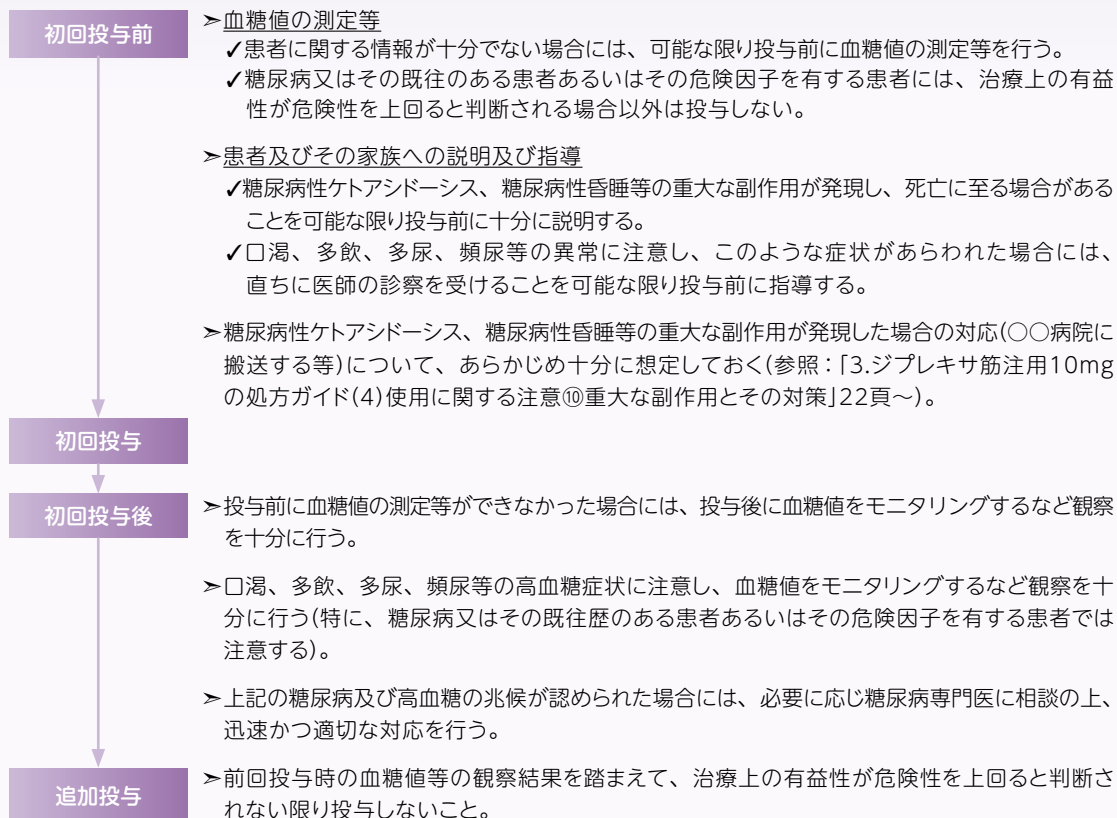 初回投与前
➣血糖値の測定等
✓患者に関する情報が十分でない場合には、可能な限り投与前に血糖値の測定等を行う。
✓糖尿病又はその既往のある患者あるいはその危険因子を有する患者には、治療上の有益
性が危険性を上回ると判断される場合以外は投与しない。
➣患者及びその家族への説明及び指導
✓糖尿病性ケトアシドーシス、糖尿病性昏睡等の重大な副作用が発現し、死亡に至る場合がある
ことを可能な限り投与前に十分に説明する。
✓口渇、多飲、多尿、頻尿等の異常に注意し、このような症状があらわれた場合には、
直ちに医師の診察を受けることを可能な限り投与前に指導する。
➣糖尿病性ケトアシドーシス、糖尿病性昏睡等の重大な副作用が発現した場合の対応(○○病院に
搬送する等)について、あらかじめ十分に想定しておく(参照：「3.ジプレキサ筋注用10mg
の処方ガイド(4)使用に関する注意⑩重大な副作用とその対策」22頁～)。
初回投与
初回投与後
➣投与前に血糖値の測定等ができなかった場合には、投与後に血糖値をモニタリングするなど観察
を十分に行う。
➣口渇、多飲、多尿、頻尿等の高血糖症状に注意し、血糖値をモニタリングするなど観察を十
分に行う(特に、糖尿病又はその既往歴のある患者あるいはその危険因子を有する患者では
注意する)。
➣上記の糖尿病及び高血糖の兆候が認められた場合には、必要に応じ糖尿病専門医に相談の上、
迅速かつ適切な対応を行う。
追加投与
➣前回投与時の血糖値等の観察結果を踏まえて、治療上の有益性が危険性を上回ると判断さ
れない限り投与しないこと。